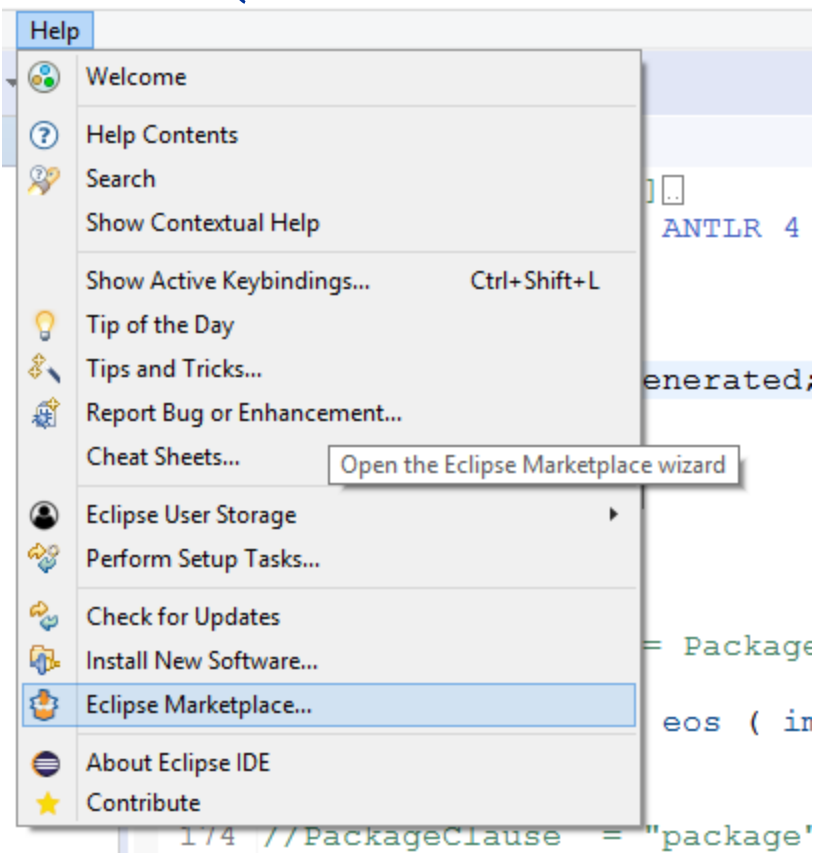 Help
Welcome
Help Contents
Search
]..
Show Contextual Help
ANTLR 4
Show Active Keybindings... Ctrl+Shift+L
Tip of the Day
Tips and Tricks...
enerated;
Report Bug or Enhancement...
Cheat Sheets...
Open the Eclipse Marketplace wizard
Eclipse User Storage
Perform Setup Tasks...
Check for Updates
= Package
Install New Software...
Eclipse Marketplace...
eos ( im
About Eclipse IDE
Contribute
174 //PackageClause = "package"